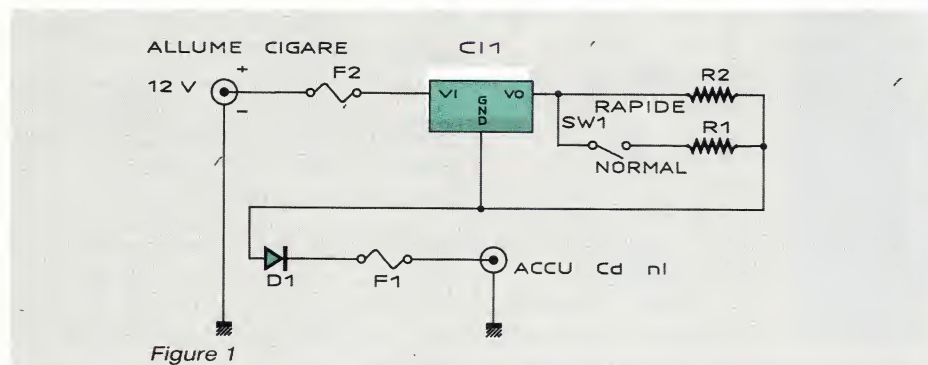 ALLUME CIGARE
12 V
+
−
F2
CI1
VI
GND
VO
R2
RAPIDE
SW1
R1
NORMAL
D1
F1
ACCU Cd nI
Figure 1